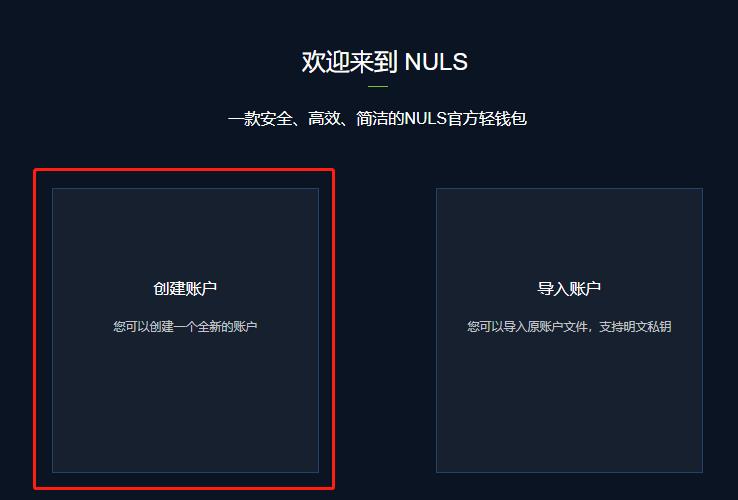 欢迎来到 NULS
一款安全、高效、简洁的NULS官方轻钱包
创建账户
您可以创建一个全新的账户
导入账户
您可以导入原账户文件，支持明文私钥